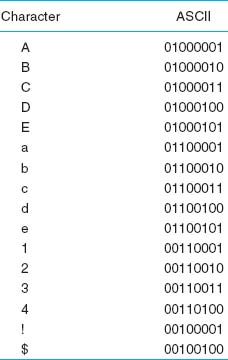 Character ASCII
A 01000001
B 01000010
C 01000011
D 01000100
E 01000101
a 01100001
b 01100010
c 01100011
d 01100100
e 01100101
1 00110001
2 00110010
3 00110011
4 00110100
! 00100001
$ 00100100